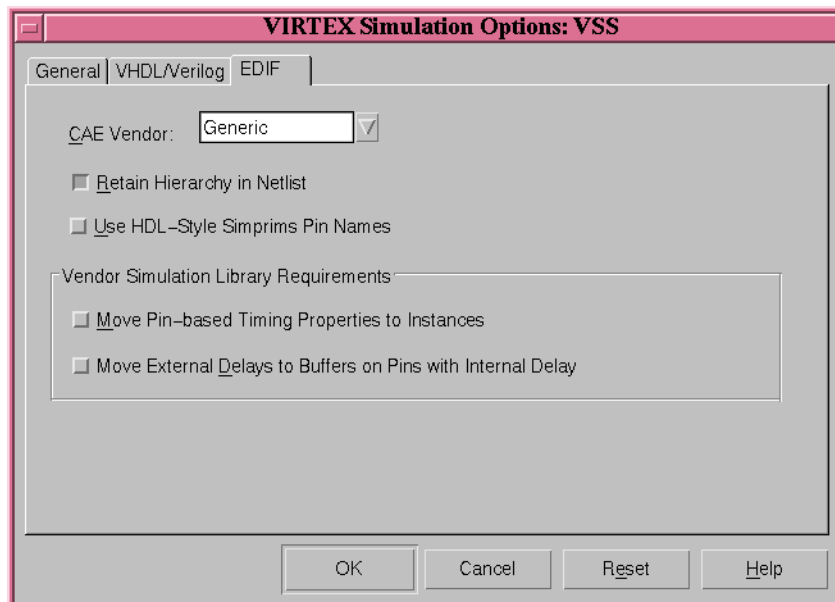 VIRTEX Simulation Options: VSS
General VHDL/Verilog EDIF
CAE Vendor: Generic
Retain Hierarchy in Netlist
Use HDL-Style Simprims Pin Names
Vendor Simulation Library Requirements
Move Pin-based Timing Properties to Instances
Move External Delays to Buffers on Pins with Internal Delay
OK Cancel Reset Help